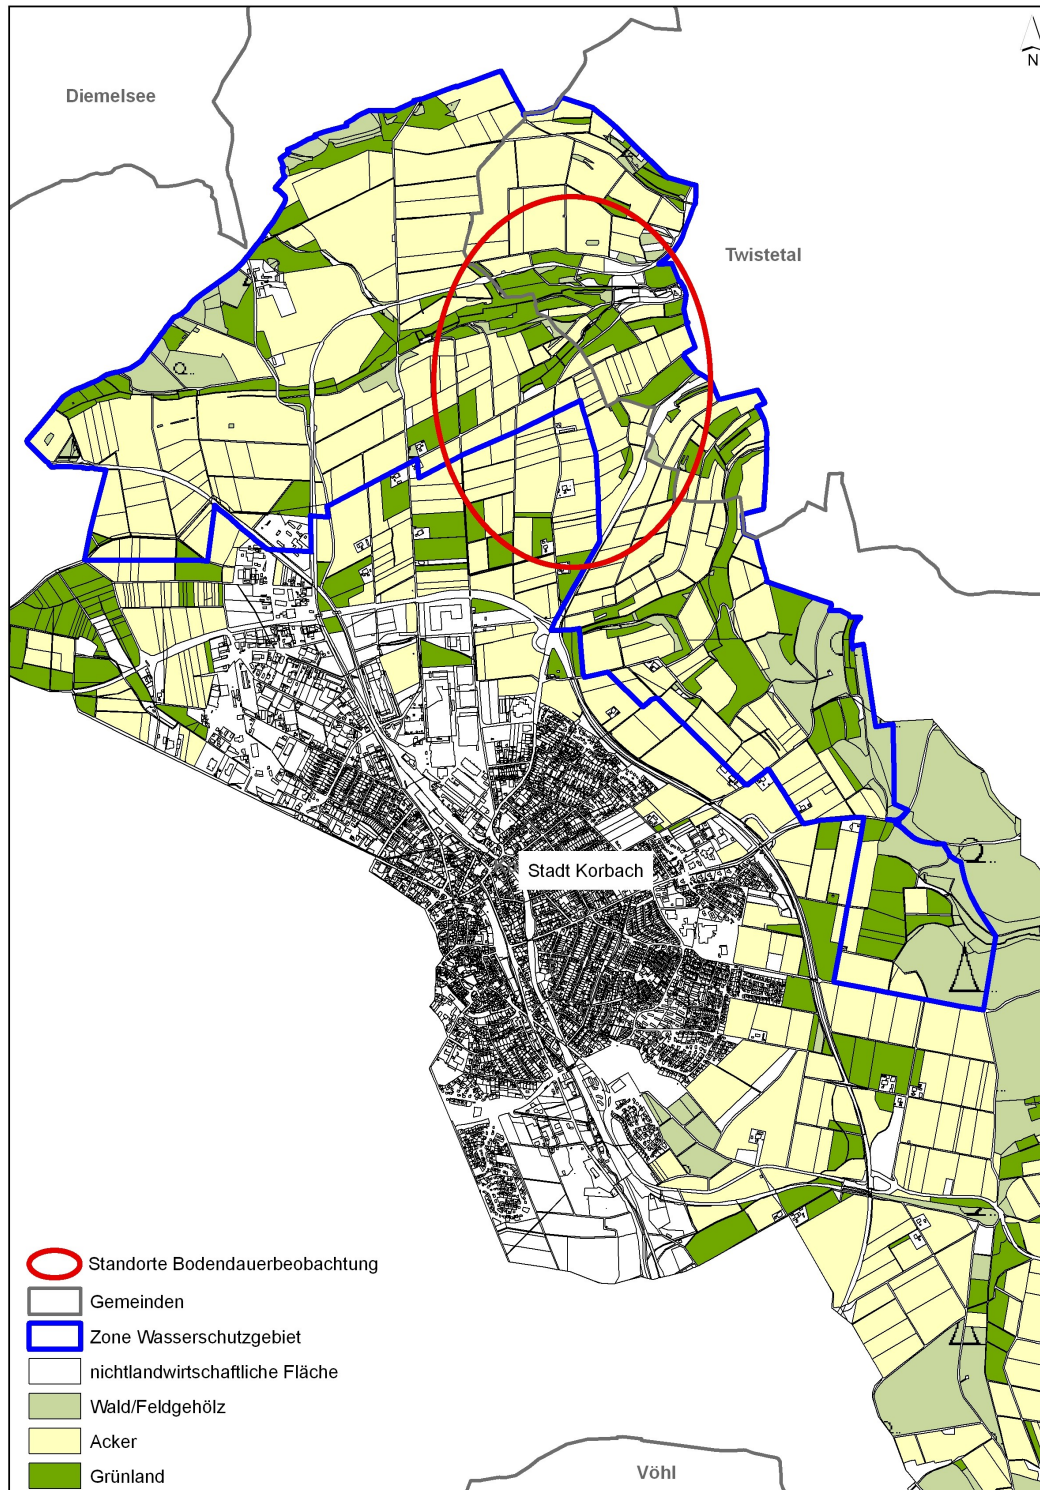 N
Diemelsee
Twistetal
Stadt Korbach
Standorte Bodendauerbeobachtung
Gemeinden
Zone Wasserschutzgebiet
nichtlandwirtschaftliche Fläche
Wald/Feldgehölz
Acker
Grünland
Vöhl